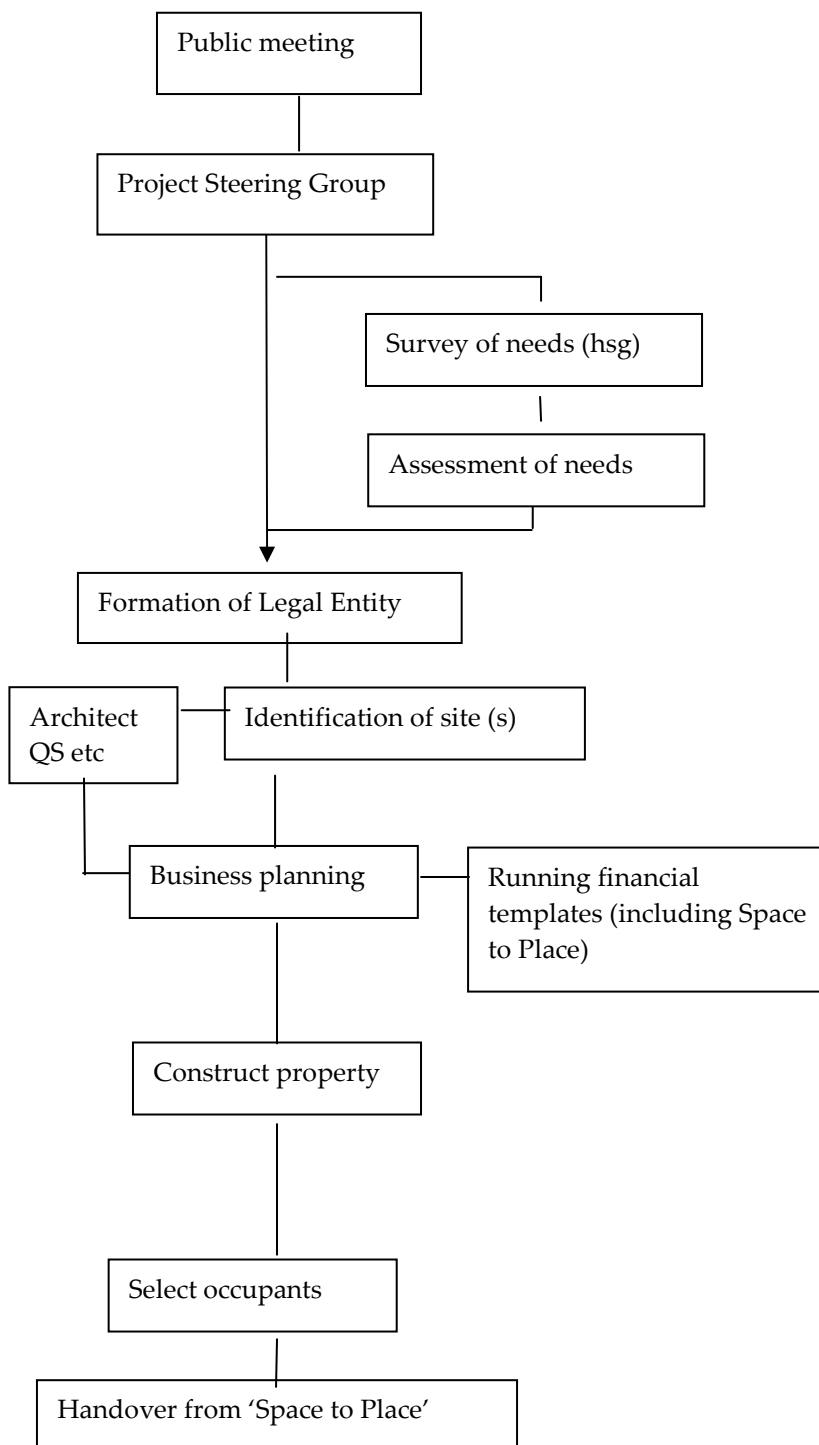 Public meeting
Project Steering Group
Survey of needs (hsg)
Assessment of needs
Formation of Legal Entity
Architect
QS etc
Identification of site (s)
Business planning
Running financial
templates (including Space
to Place)
Construct property
Select occupants
Handover from ‘Space to Place’